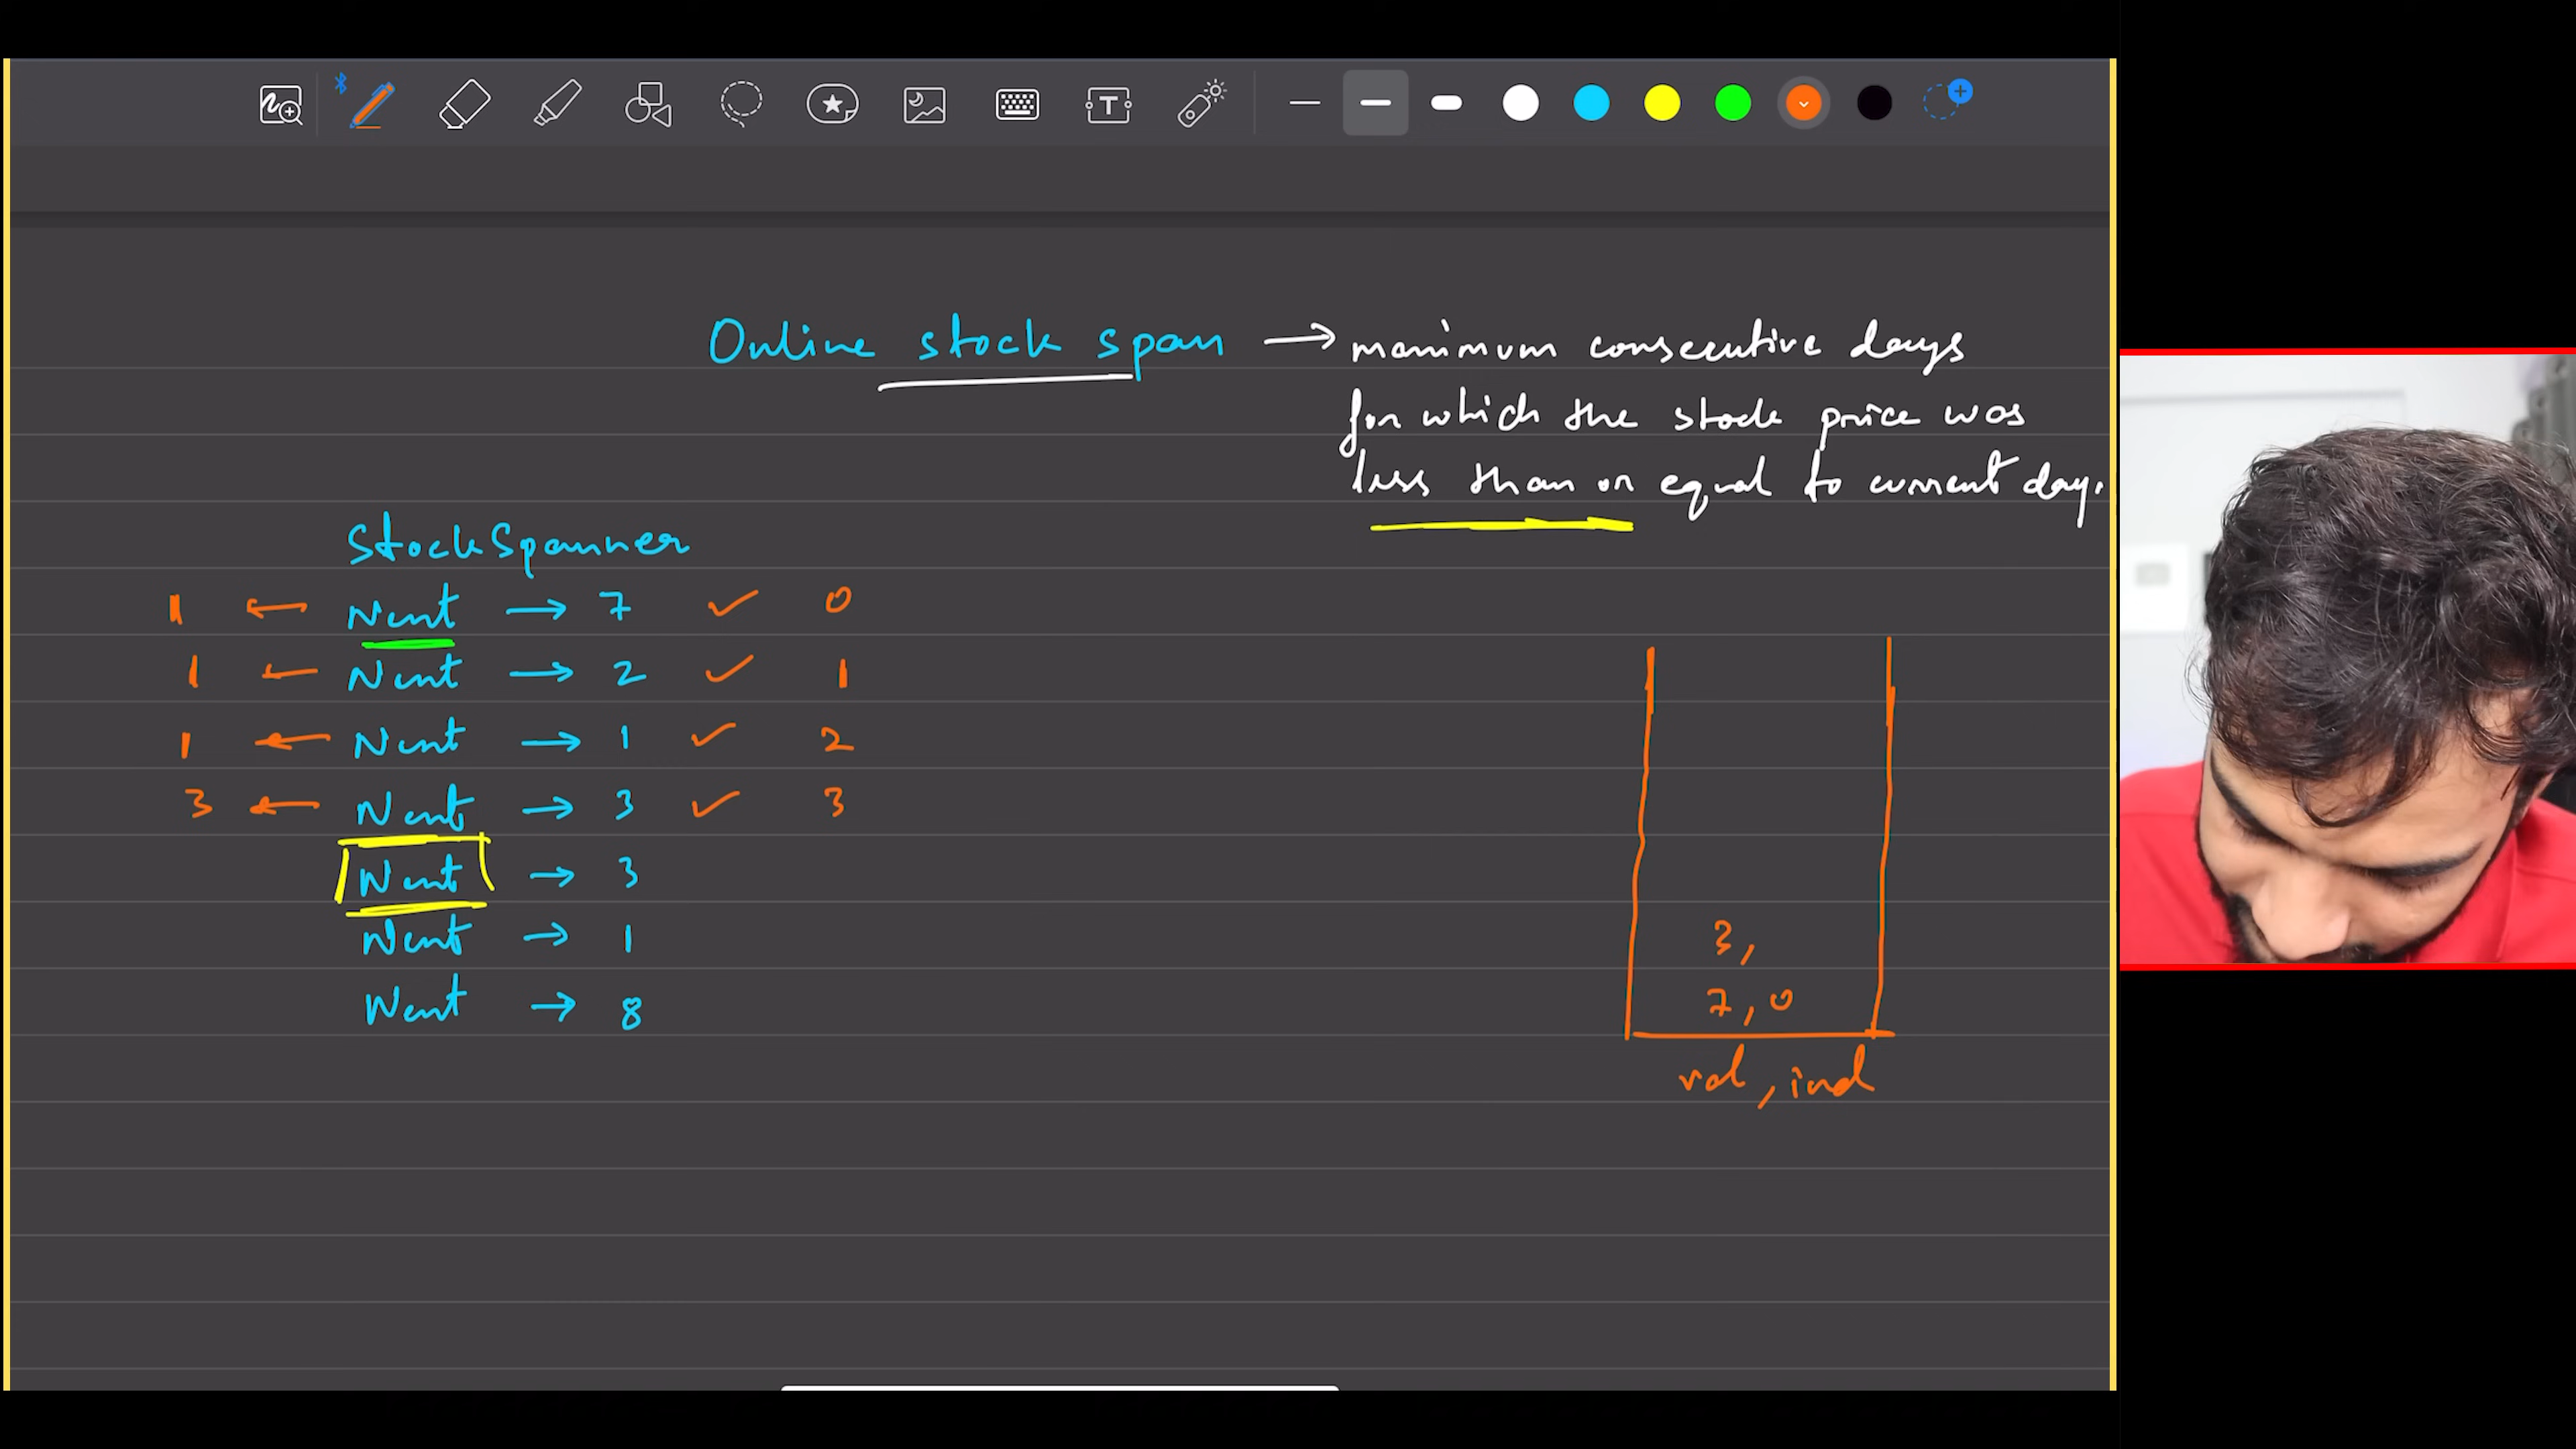 Online stock span → maximum consecutive days
for which the stock price was
less than or equal to current day.
StockSpanner
1 ← Next → 7 ✓ 0
1 ← Next → 2 ✓ 1
1 ← Next → 1 ✓ 2
3 ← Next → 3 ✓ 3
Next → 3
Next → 1
Next → 8
3,
7, 0
val, ind
T